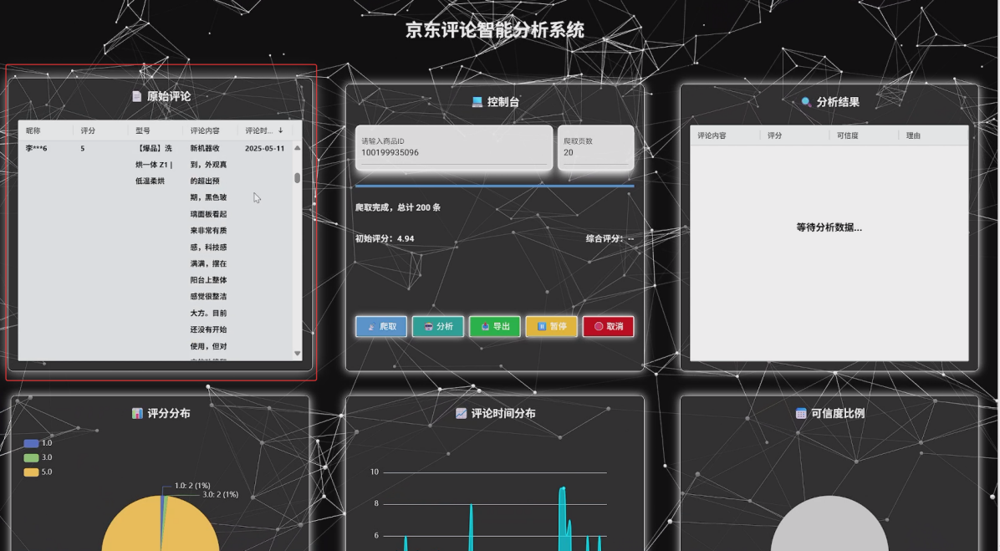 京东评论智能分析系统
原始评论
昵称 评分 型号 评论内容 评论时... ↓
李***6 5 【爆品】洗 新机器收 2025-05-11
烘一体 Z1 | 到，外观真
低温柔烘 的超出预
期，黑色玻
璃面板看起
来非常有质
感，科技感
满满，摆在
阳台上整体
感觉很整洁
大方。目前
还没有开始
使用，但对
控制台
请输入商品ID
100199935096
爬取页数
20
爬取完成，总计 200 条
初始评分：4.94 综合评分：--
爬取 分析 导出 暂停 取消
分析结果
评论内容 评分 可信度 理由
等待分析数据...
评分分布
1.0
3.0
5.0
1.0: 2 (1%)
3.0: 2 (1%)
评论时间分布
10
8
6
可信度比例